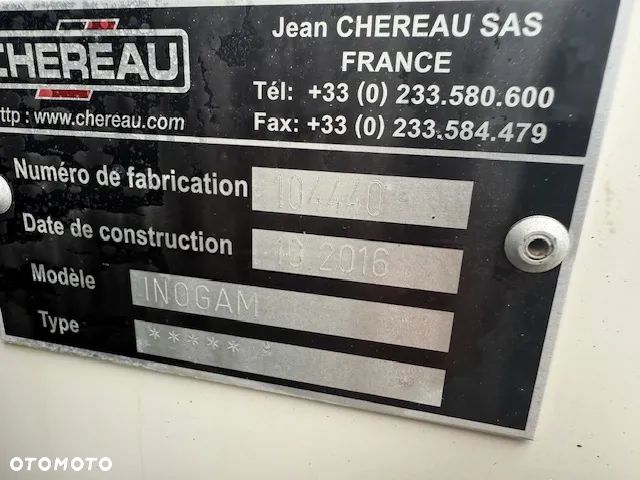 CHEREAU
Jean CHEREAU SAS
FRANCE
Tél: +33 (0) 233.580.600
Fax: +33 (0) 233.584.479
ttp : www.chereau.com
Numéro de fabrication 104440
Date de construction 10 2016
Modèle INOGAM
Type *****
OTOMOTO